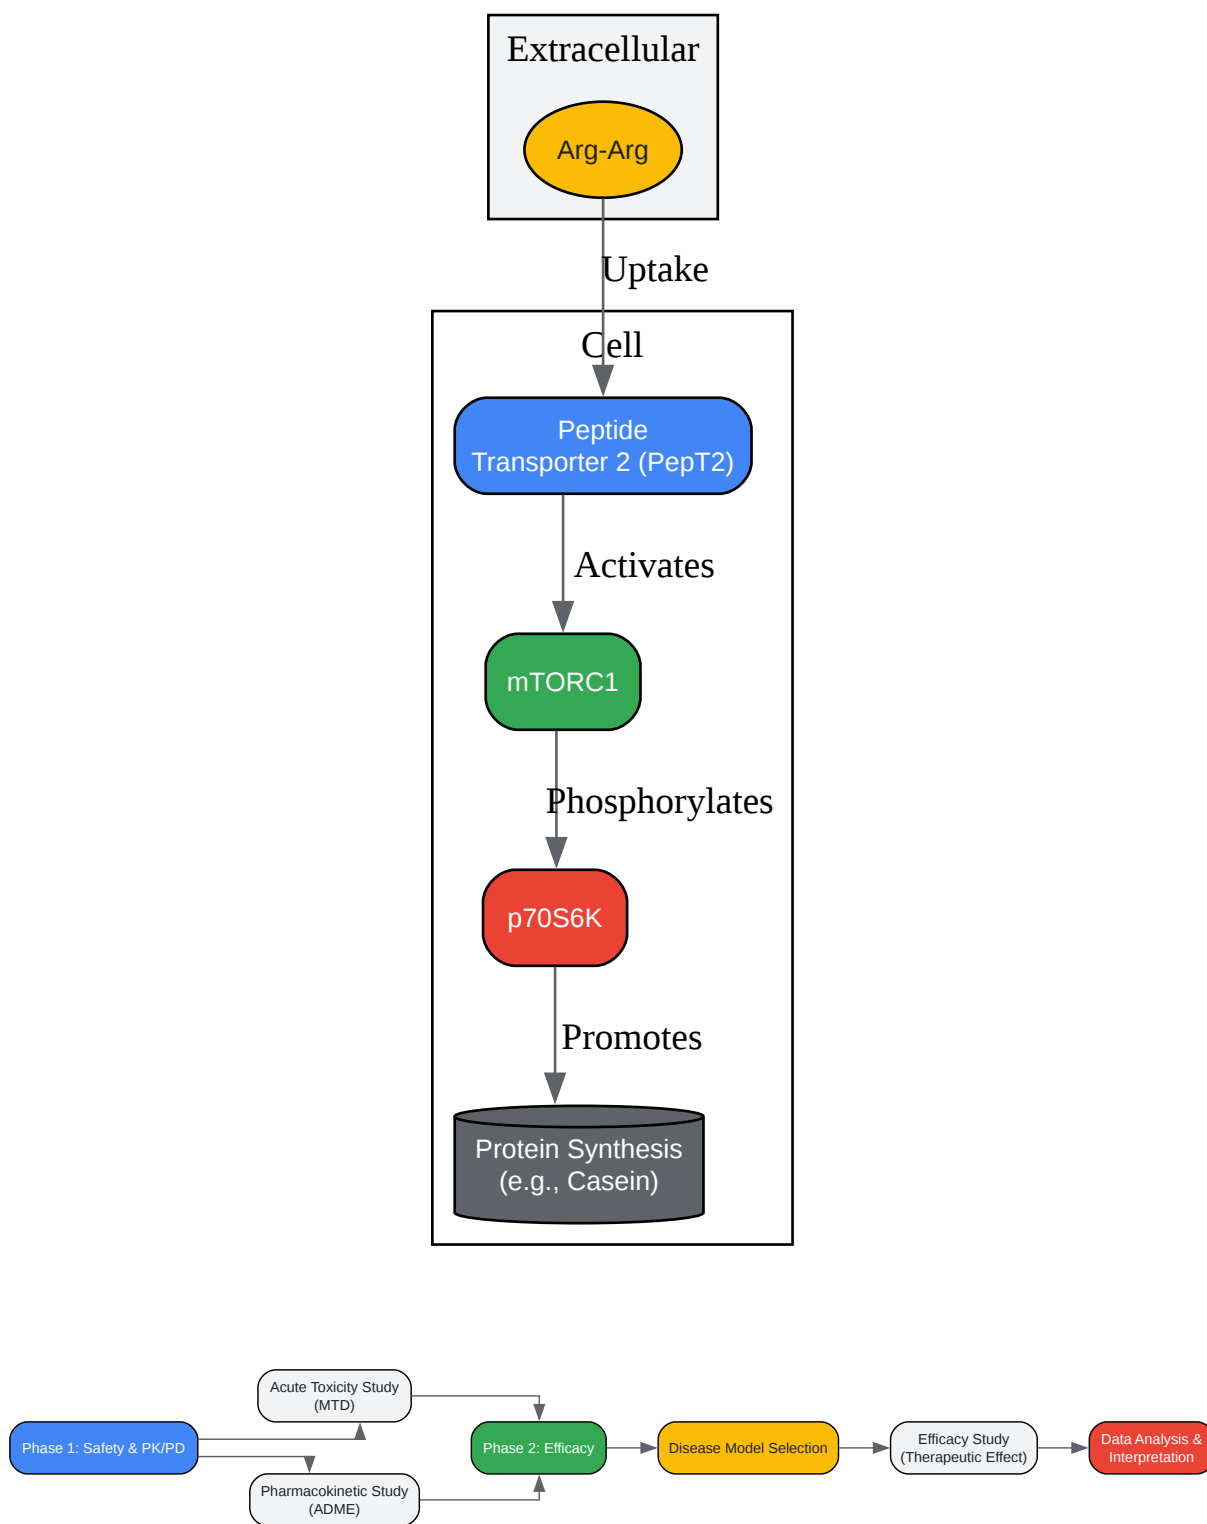 Extracellular
Arg-Arg
Uptake
Cell
Peptide
Transporter 2 (PepT2)
Activates
mTORC1
Phosphorylates
p70S6K
Promotes
Protein Synthesis
(e.g., Casein)
Phase 1: Safety & PK/PD
Acute Toxicity Study
(MTD)
Pharmacokinetic Study
(ADME)
Phase 2: Efficacy
Disease Model Selection
Efficacy Study
(Therapeutic Effect)
Data Analysis &
Interpretation